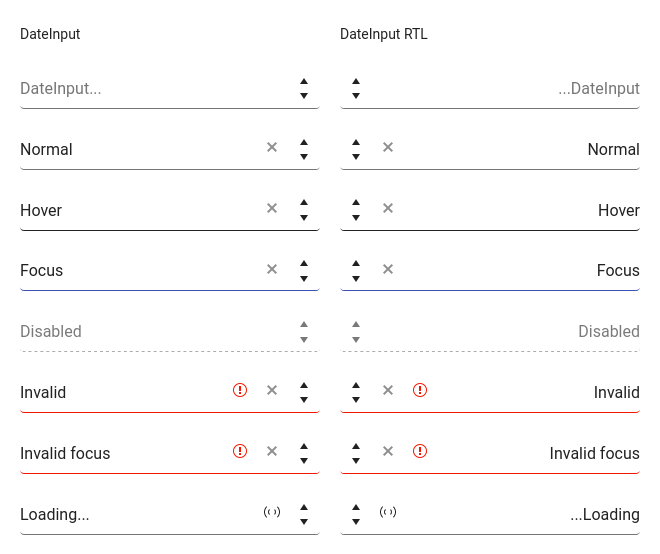 DateInput
DateInput RTL
DateInput...
...DateInput
Normal
Normal
Hover
Hover
Focus
Focus
Disabled
Disabled
Invalid
Invalid
Invalid focus
Invalid focus
Loading...
...Loading